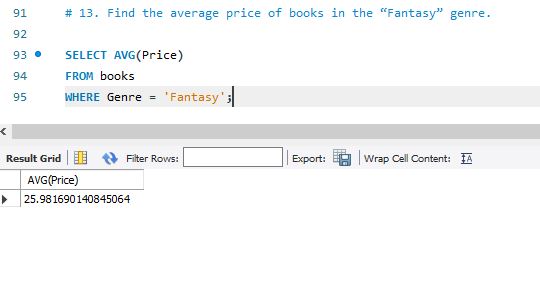 91 # 13. Find the average price of books in the “Fantasy” genre.
92
93 SELECT AVG(Price)
94 FROM books
95 WHERE Genre = 'Fantasy';
Result Grid Filter Rows: Export: Wrap Cell Content: IA
AVG(Price)
25.981690140845064